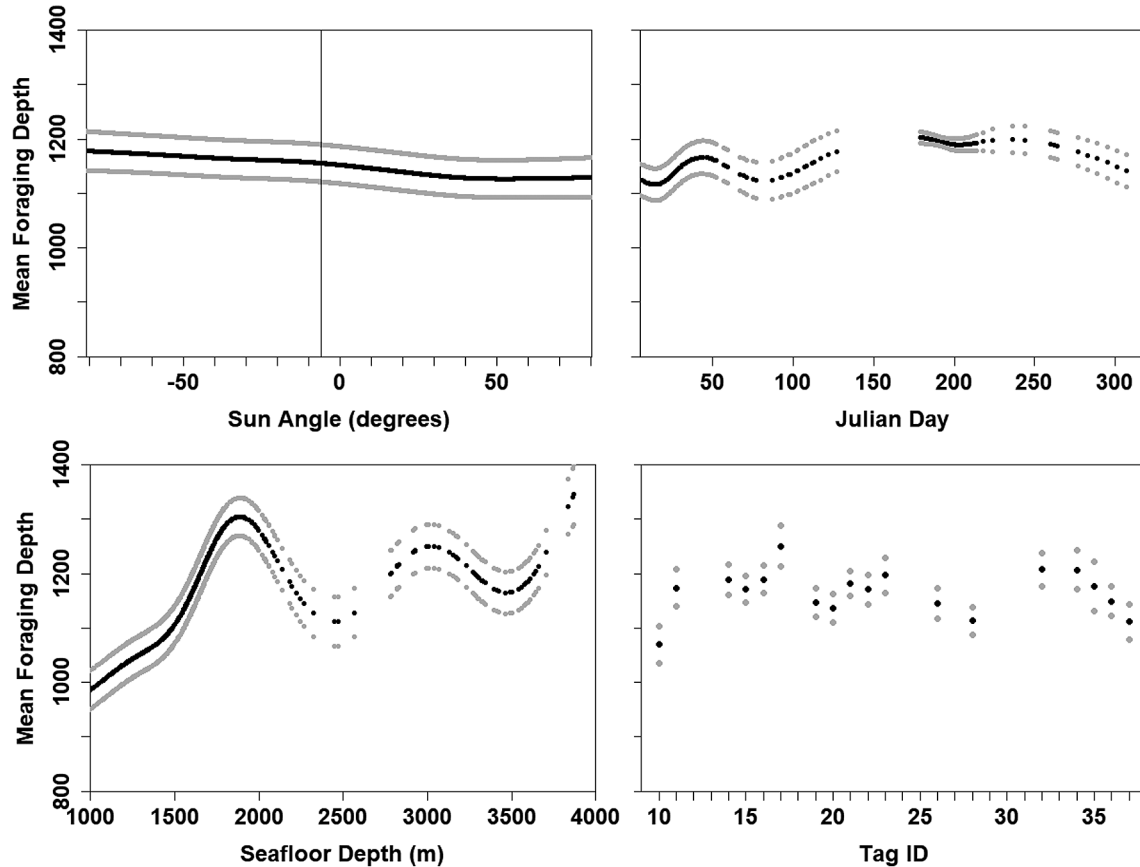 Mean Foraging Depth
1400
1200
1000
800
-50 0 50
Sun Angle (degrees)
50 100 150 200 250 300
Julian Day
Mean Foraging Depth
1400
1200
1000
800
1000 1500 2000 2500 3000 3500 4000
Seafloor Depth (m)
10 15 20 25 30 35
Tag ID